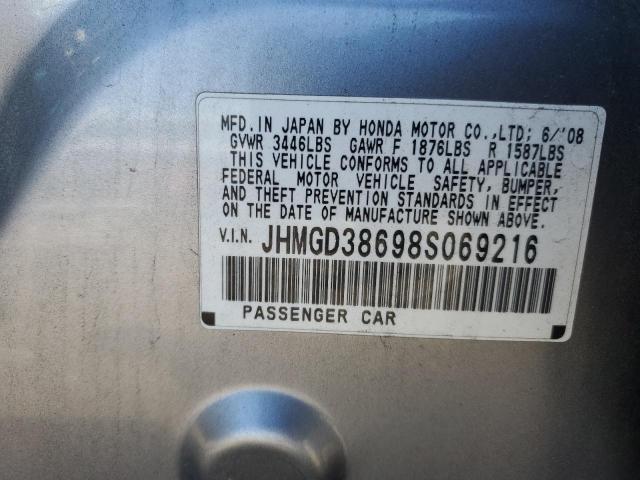 MFD. IN JAPAN BY HONDA MOTOR CO.,LTD; 6/'08
GVWR 3446LBS GAWR F 1876LBS R 1587LBS
THIS VEHICLE CONFORMS TO ALL APPLICABLE
FEDERAL MOTOR VEHICLE SAFETY, BUMPER,
AND THEFT PREVENTION STANDARDS IN EFFECT
ON THE DATE OF MANUFACTURE SHOWN ABOVE.
V.I.N. JHMGD38698S069216
PASSENGER CAR